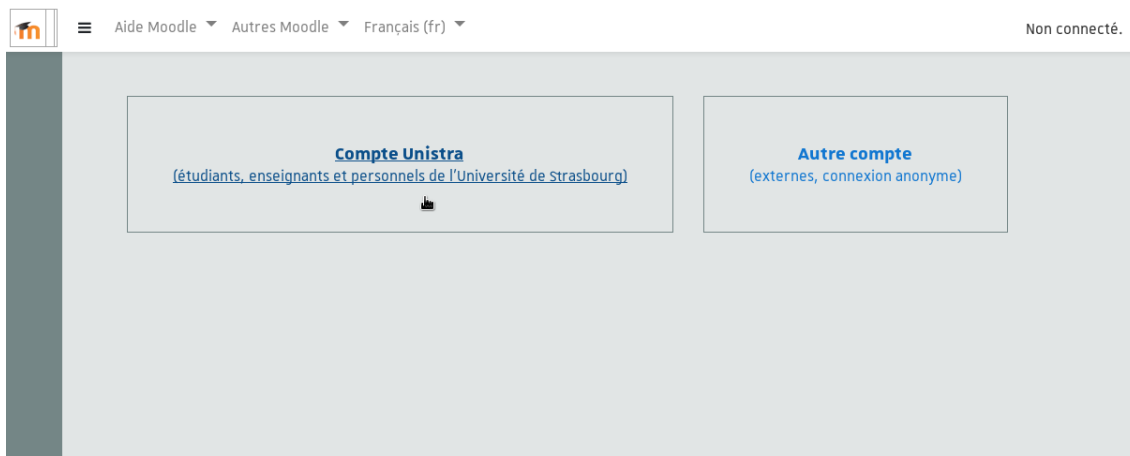 Aide Moodle Autres Moodle Français (fr) Non connecté.
Compte Unistra
(étudiants, enseignants et personnels de l'Université de Strasbourg)
Autre compte
(externes, connexion anonyme)